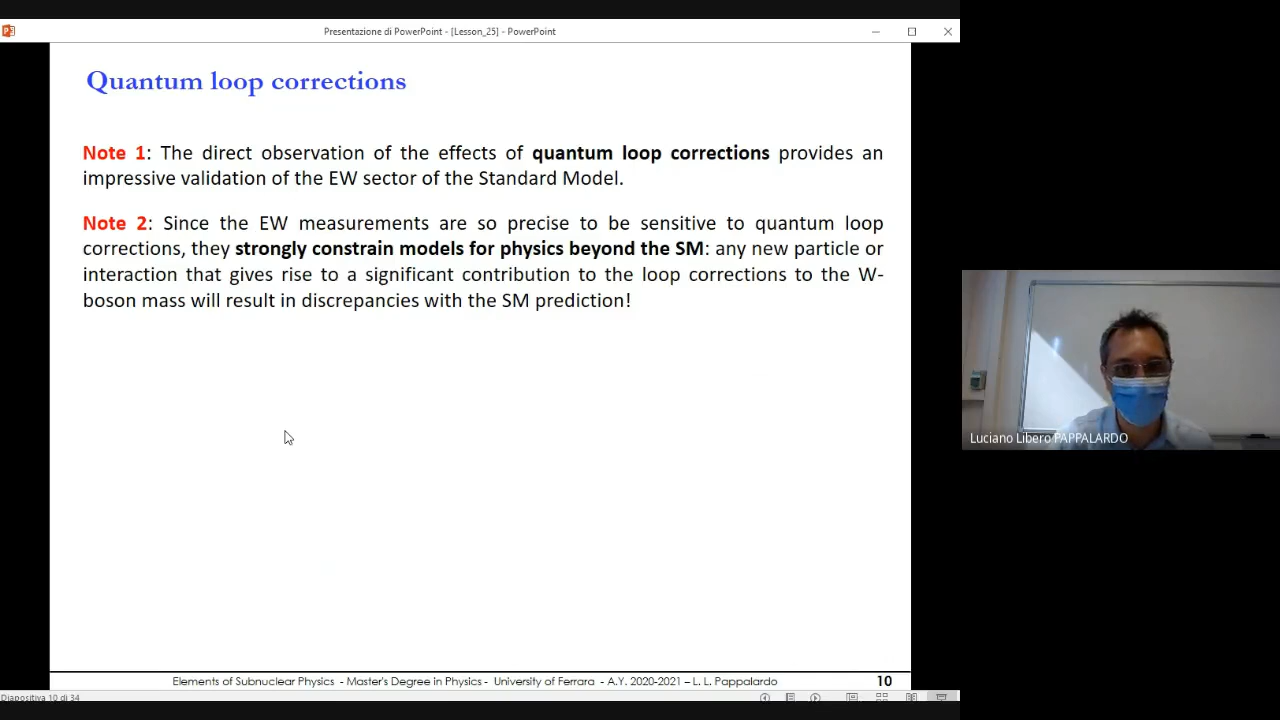 Presentazione di PowerPoint - [Lesson_25] - PowerPoint
Quantum loop corrections
Note 1: The direct observation of the effects of quantum loop corrections provides an
impressive validation of the EW sector of the Standard Model.
Note 2: Since the EW measurements are so precise to be sensitive to quantum loop
corrections, they strongly constrain models for physics beyond the SM: any new particle or
interaction that gives rise to a significant contribution to the loop corrections to the W-
boson mass will result in discrepancies with the SM prediction!
Luciano Libero PAPPALARDO
Elements of Subnuclear Physics - Master's Degree in Physics - University of Ferrara - A.Y. 2020-2021 – L. L. Pappalardo
10
Diapositiva 10 di 34